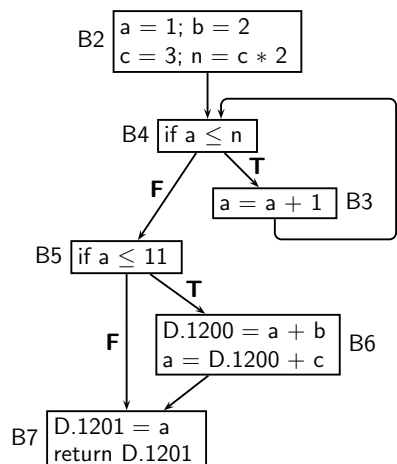 B2
a = 1; b = 2
c = 3; n = c ∗ 2
B4
if a ≤ n
T
F
a = a + 1
B3
B5
if a ≤ 11
T
F
D.1200 = a + b
a = D.1200 + c
B6
B7
D.1201 = a
return D.1201